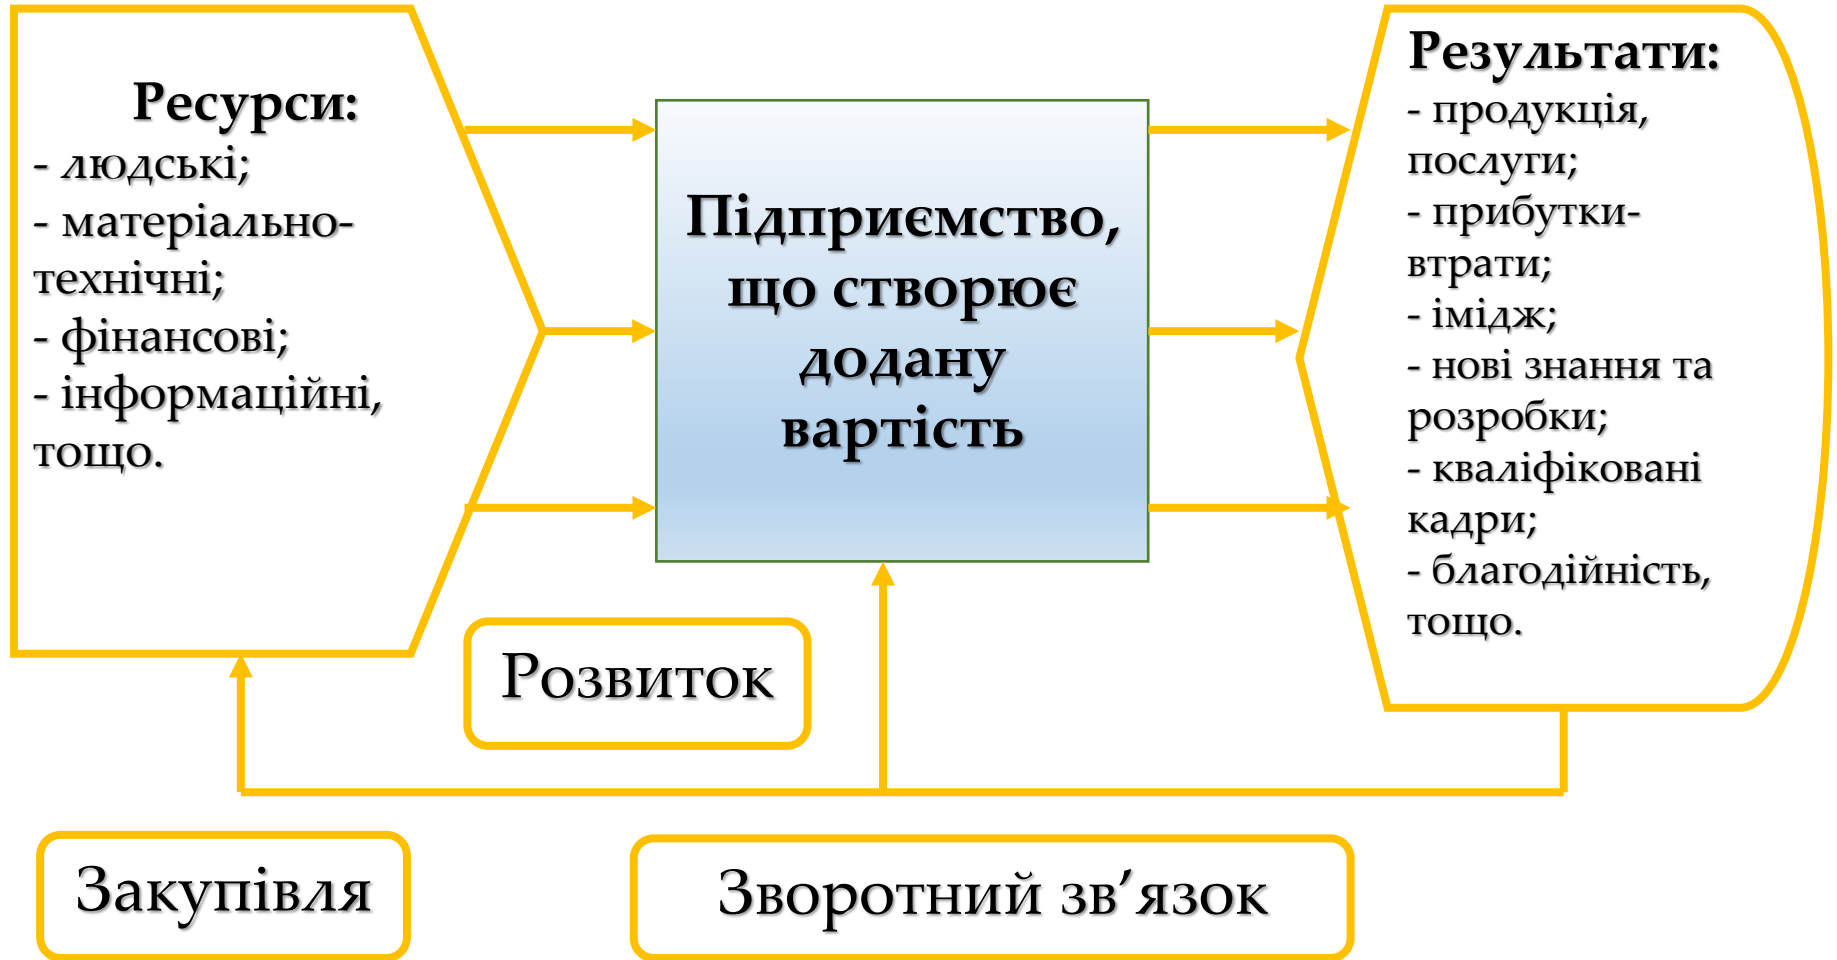 Ресурси:
- людські;
- матеріально-
технічні;
- фінансові;
- інформаційні,
тощо.
Підприємство,
що створює
додану
вартість
Результати:
- продукція,
послуги;
- прибутки-
втрати;
- імідж;
- нові знання та
розробки;
- кваліфіковані
кадри;
- благодійність,
тощо.
Розвиток
Закупівля
Зворотний зв’язок